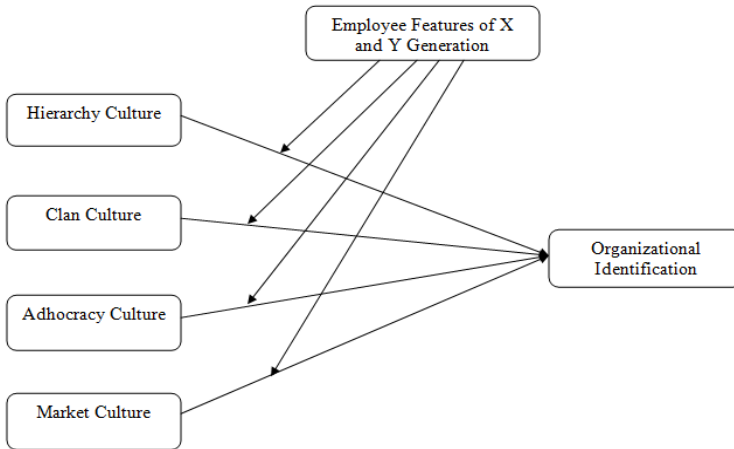 Employee Features of X
and Y Generation
Hierarchy Culture
Clan Culture
Organizational
Identification
Adhocracy Culture
Market Culture